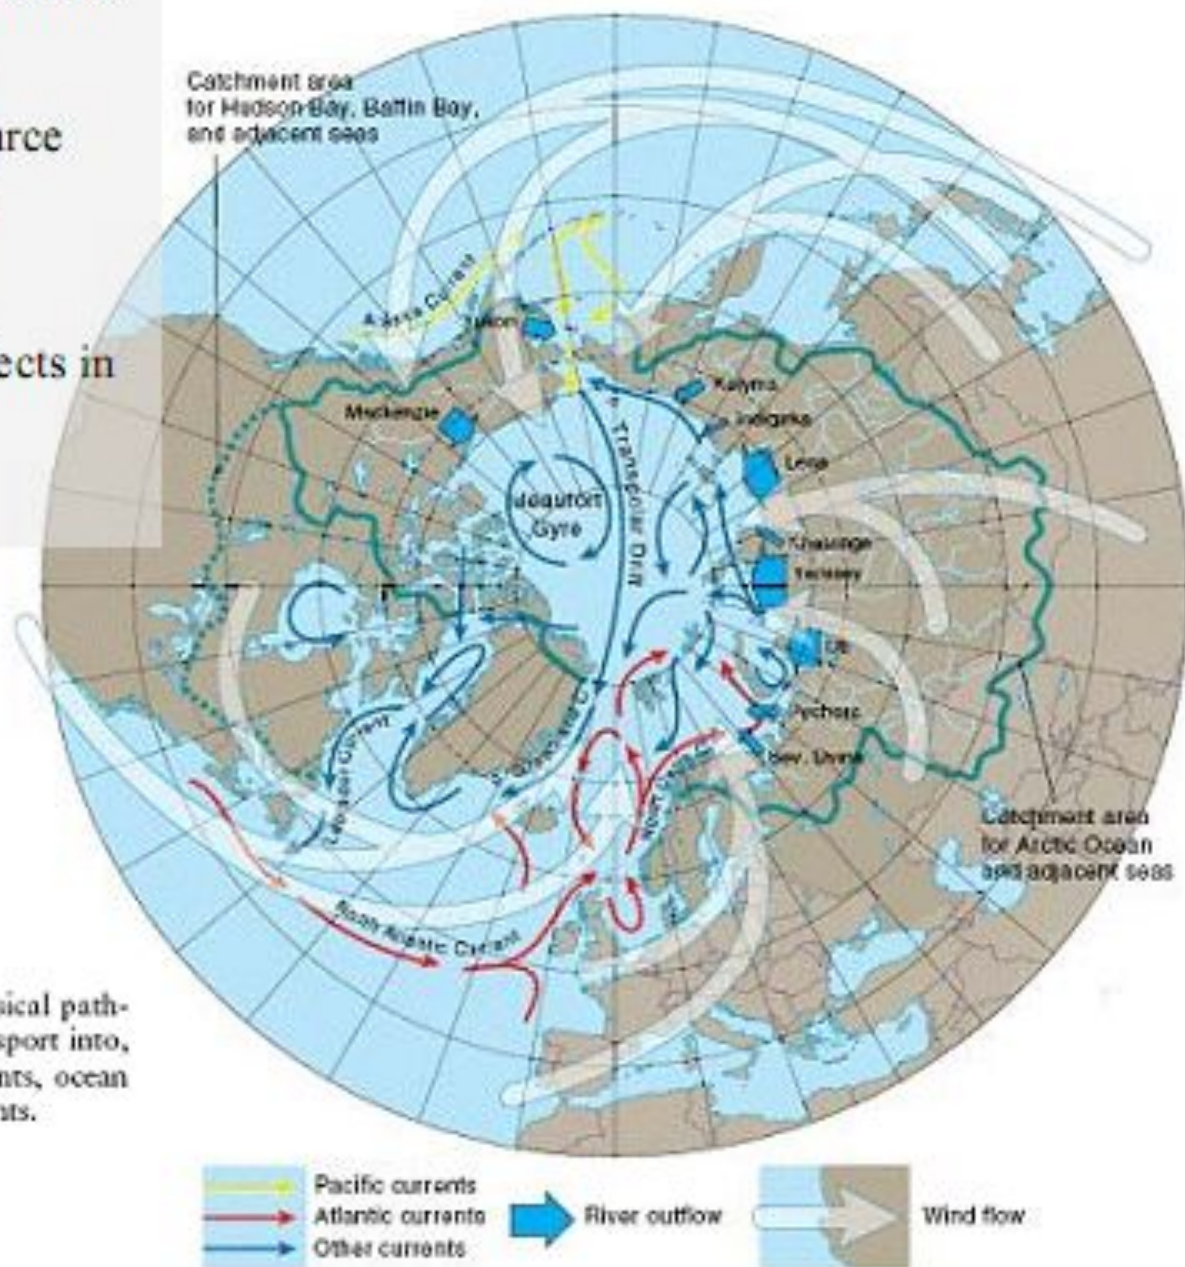 Catchment area
for Hudson Bay, Baffin Bay,
and adjacent seas
ects in
Alaska Current
Yukon
Mackenzie
Kolyma
Indigirka
Lena
Transpolar Drift
Beaufort
Gyre
Khatanga
Yenisey
Ob
Pechora
Sev. Dvina
Labrador Current
North Atlantic Current
Catchment area
for Arctic Ocean
and adjacent seas
sical path-
sport into,
nts, ocean
nts.
Pacific currents
Atlantic currents
Other currents
River outflow
Wind flow